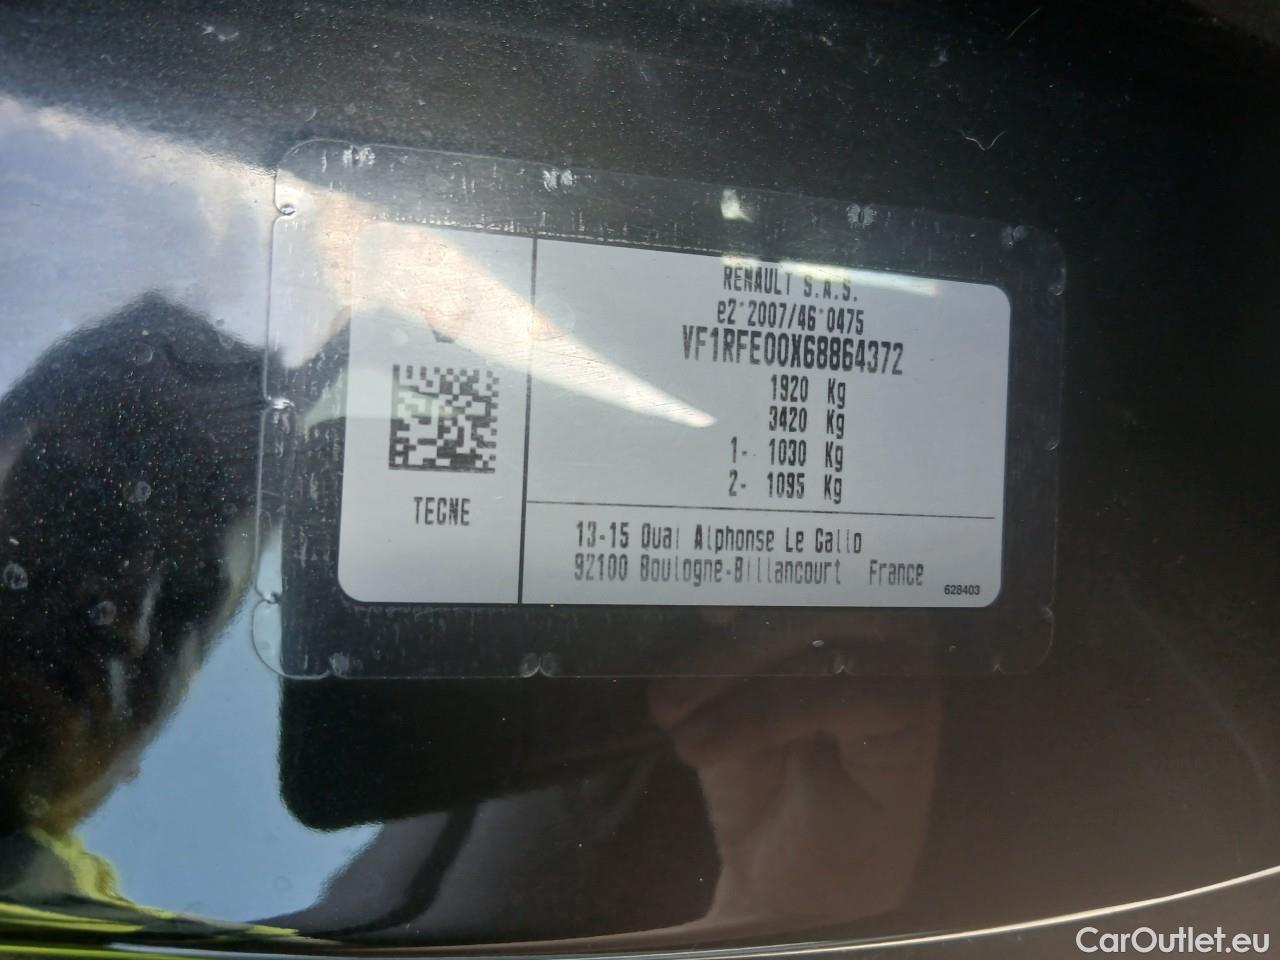 RENAULT S.A.S.
e2*2007/46*0475
VF1RFE00X68864372
1920 Kg
3420 Kg
1- 1030 Kg
2- 1095 Kg
TEGNE
13-15 Quai Alphonse Le Gallo
92100 Boulogne-Billancourt France
628403
CarOutlet.eu